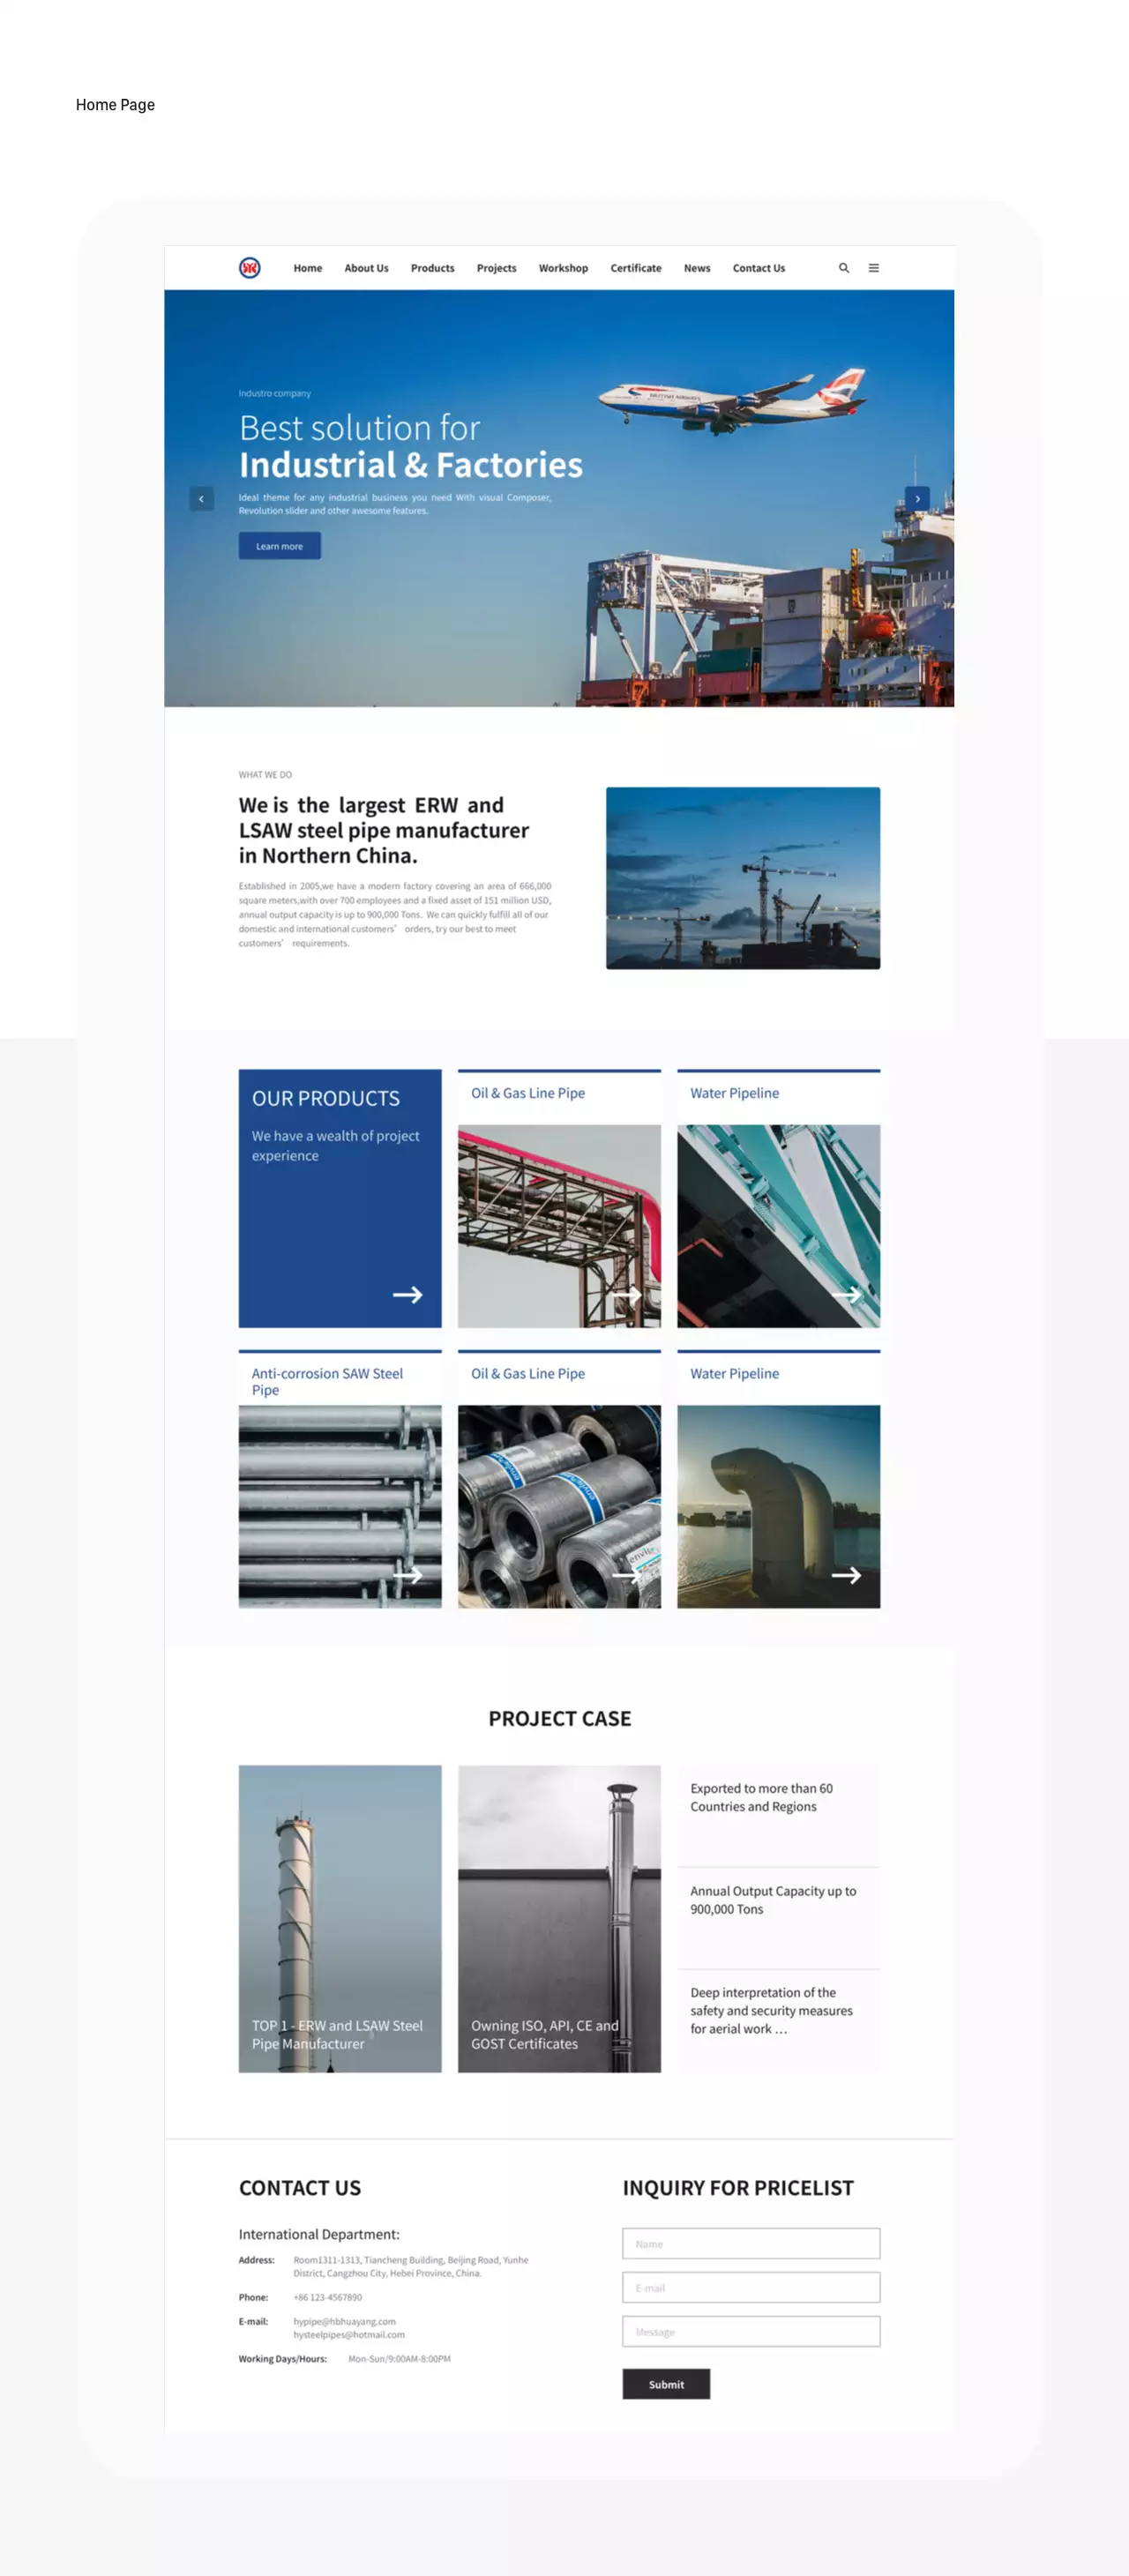 Home Page
Home About Us Products Projects Workshop Certificate News Contact Us
Industro company
Best solution for
Industrial & Factories
Ideal theme for any industrial business you need With visual Composer,
Revolution slider and other awesome features.
Learn more
BRITISH AIRWAYS
WHAT WE DO
We is the largest ERW and
LSAW steel pipe manufacturer
in Northern China.
Established in 2005,we have a modern factory covering an area of 666,000
square meters,with over 700 employees and a fixed asset of 151 million USD,
annual output capacity is up to 900,000 Tons. We can quickly fulfill all of our
domestic and international customers' orders, try our best to meet
customers' requirements.
OUR PRODUCTS
We have a wealth of project
experience
Oil & Gas Line Pipe
Water Pipeline
Anti-corrosion SAW Steel
Pipe
Oil & Gas Line Pipe
Water Pipeline
PROJECT CASE
TOP 1 - ERW and LSAW Steel
Pipe Manufacturer
Owning ISO, API, CE and
GOST Certificates
Exported to more than 60
Countries and Regions
Annual Output Capacity up to
900,000 Tons
Deep interpretation of the
safety and security measures
for aerial work ...
CONTACT US
International Department:
Address: Room1311-1313, Tiancheng Building, Beijing Road, Yunhe
District, Cangzhou City, Hebei Province, China.
Phone: +86 123-4567890
E-mail: hypipe@hbhuayang.com
hysteelpipes@hotmail.com
Working Days/Hours: Mon-Sun/9:00AM-8:00PM
INQUIRY FOR PRICELIST
Name
E-mail
Message
Submit